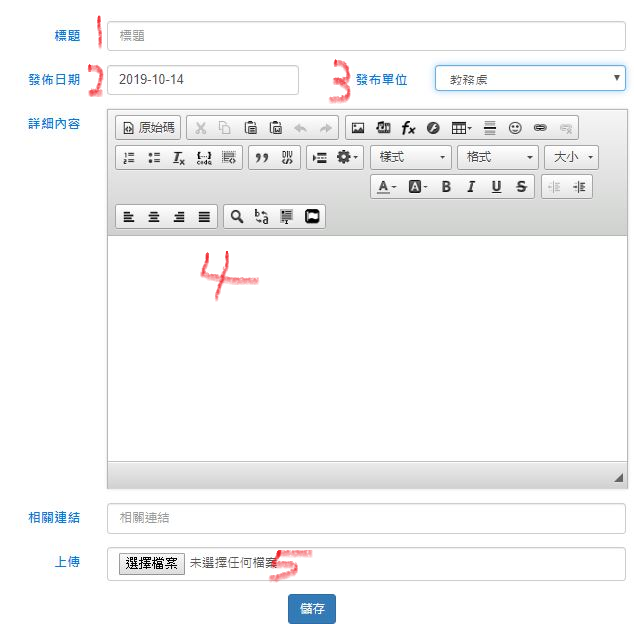 標題 1 標題
發佈日期 2 2019-10-14 3 發布單位 教務處
詳細內容 原始碼
樣式 格式 大小
A A B I U S
4
相關連結 相關連結
上傳 選擇檔案 未選擇任何檔案 5
儲存